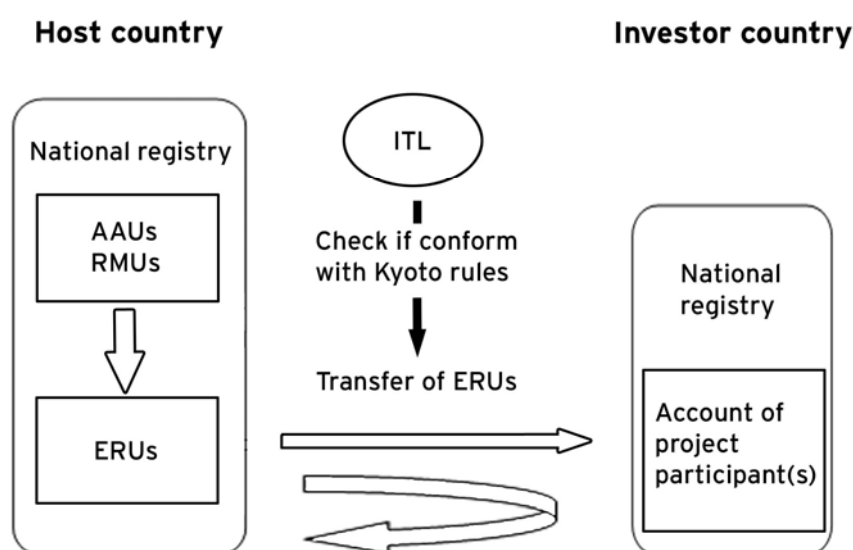 Host country
Investor country
National registry
AAUs
RMUs
ERUs
ITL
Check if conform
with Kyoto rules
Transfer of ERUs
National
registry
Account of
project
participant(s)